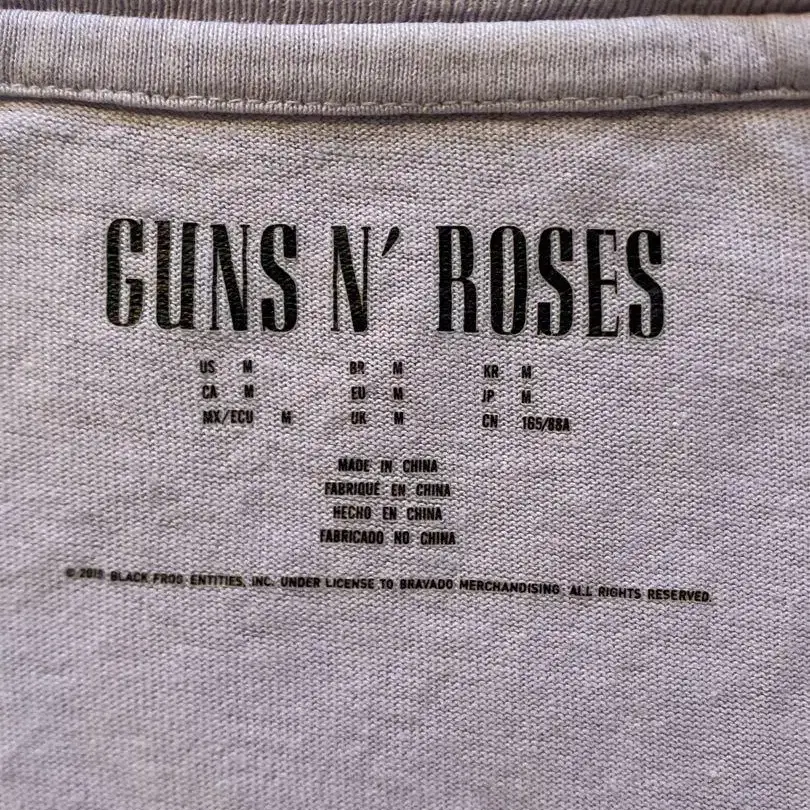 GUNS N' ROSES
US M BR M KR M
CA M EU M JP M
MX/ECU M UK M CN 165/88A
MADE IN CHINA
FABRIQUÉ EN CHINA
HECHO EN CHINA
FABRICADO NO CHINA
© 2015 BLACK FROG ENTITIES, INC. UNDER LICENSE TO BRAVADO MERCHANDISING. ALL RIGHTS RESERVED.